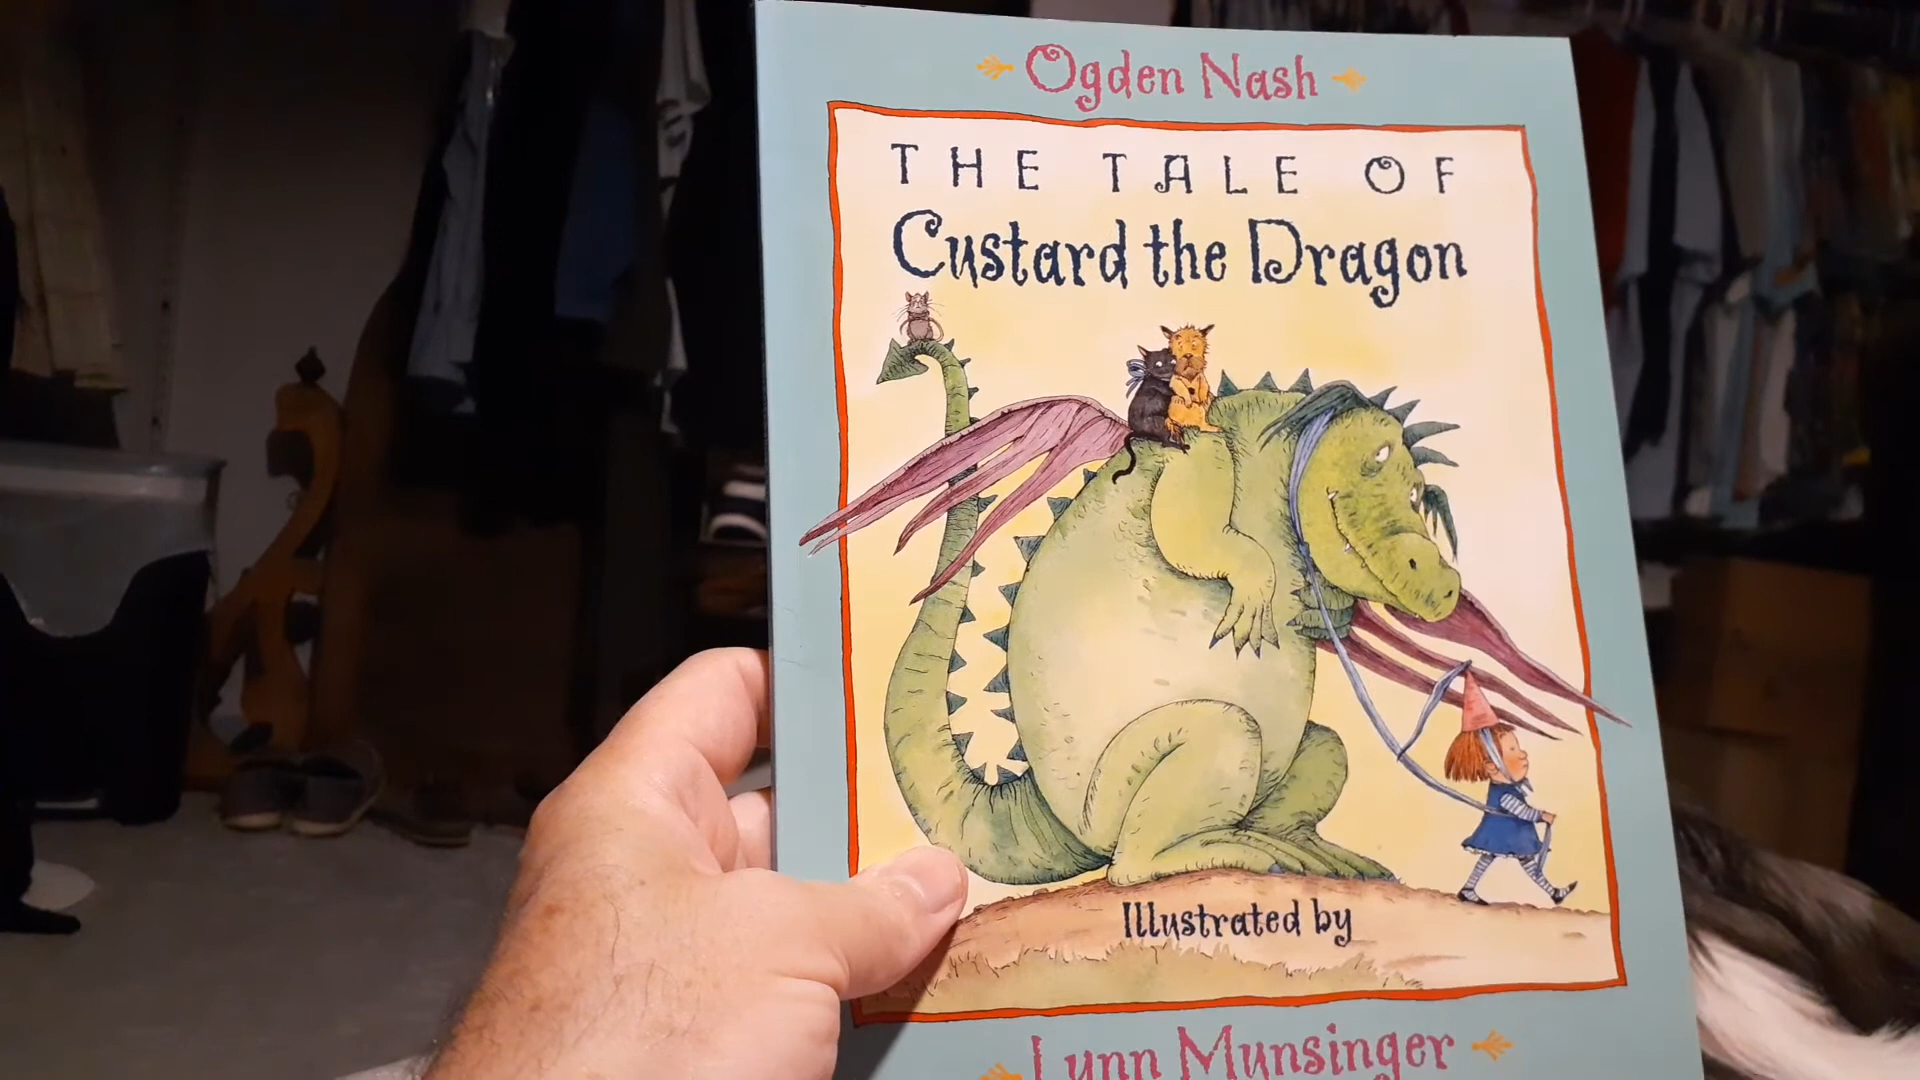 Ogden Nash
THE TALE OF
Custard the Dragon
Illustrated by
Lynn Munsinger